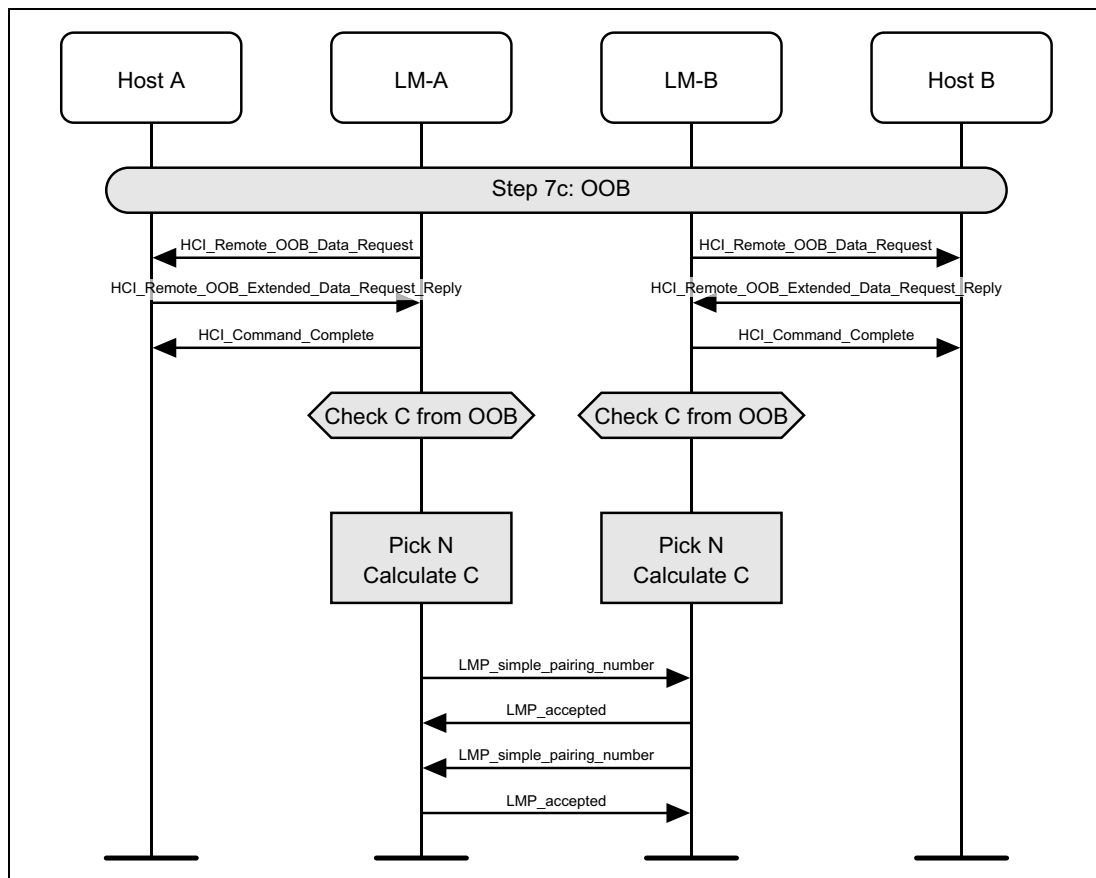 Host A
LM-A
LM-B
Host B
Step 7c: OOB
HCI_Remote_OOB_Data_Request
HCI_Remote_OOB_Data_Request
HCI_Remote_OOB_Extended_Data_Request_Reply
HCI_Remote_OOB_Extended_Data_Request_Reply
HCI_Command_Complete
HCI_Command_Complete
Check C from OOB
Check C from OOB
Pick N
Calculate C
Pick N
Calculate C
LMP_simple_pairing_number
LMP_accepted
LMP_simple_pairing_number
LMP_accepted